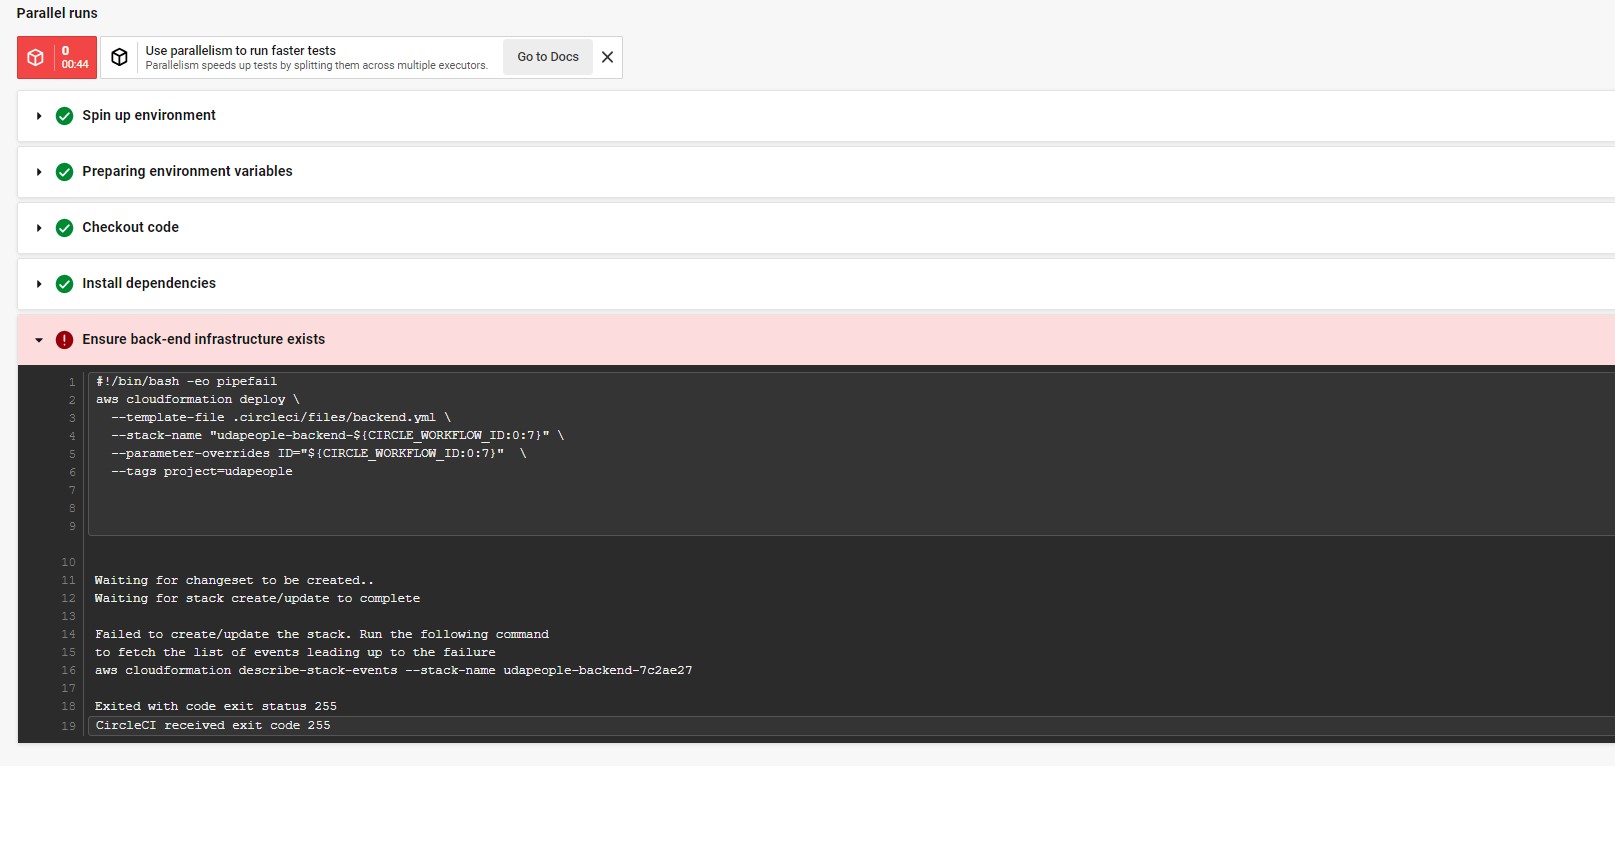 Parallel runs
0
00:44
Use parallelism to run faster tests
Parallelism speeds up tests by splitting them across multiple executors.
Go to Docs
Spin up environment
Preparing environment variables
Checkout code
Install dependencies
Ensure back-end infrastructure exists
1 #!/bin/bash -eo pipefail
2 aws cloudformation deploy \
3   --template-file .circleci/files/backend.yml \
4   --stack-name "udapeople-backend-${CIRCLE_WORKFLOW_ID:0:7}" \
5   --parameter-overrides ID="${CIRCLE_WORKFLOW_ID:0:7}"  \
6   --tags project=udapeople
7
8
9
10
11 Waiting for changeset to be created..
12 Waiting for stack create/update to complete
13
14 Failed to create/update the stack. Run the following command
15 to fetch the list of events leading up to the failure
16 aws cloudformation describe-stack-events --stack-name udapeople-backend-7c2ae27
17
18 Exited with code exit status 255
19 CircleCI received exit code 255